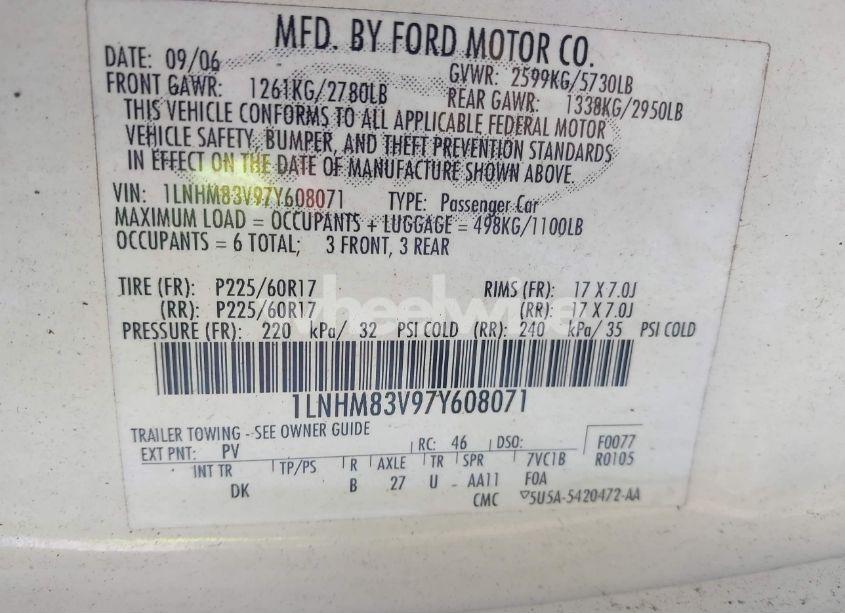 MFD. BY FORD MOTOR CO.
DATE: 09/06 GVWR: 2599KG/5730LB
FRONT GAWR: 1261KG/2780LB REAR GAWR: 1338KG/2950LB
THIS VEHICLE CONFORMS TO ALL APPLICABLE FEDERAL MOTOR
VEHICLE SAFETY, BUMPER, AND THEFT PREVENTION STANDARDS
IN EFFECT ON THE DATE OF MANUFACTURE SHOWN ABOVE.
VIN: 1LNHM83V97Y608071 TYPE: Passenger Car
MAXIMUM LOAD = OCCUPANTS + LUGGAGE = 498KG/1100LB
OCCUPANTS = 6 TOTAL; 3 FRONT, 3 REAR
TIRE (FR): P225/60R17 RIMS (FR): 17 X 7.0J
(RR): P225/60R17 (RR): 17 X 7.0J
PRESSURE (FR): 220 kPa/ 32 PSI COLD (RR): 240 kPa/ 35 PSI COLD
1LNHM83V97Y608071
TRAILER TOWING - SEE OWNER GUIDE
EXT PNT: PV RC: 46 DSO: F0077
INT TR TP/PS R AXLE TR SPR 7VC1B R0105
DK B 27 U - AA11 F0A
CMC ▽5U5A-5420472-AA